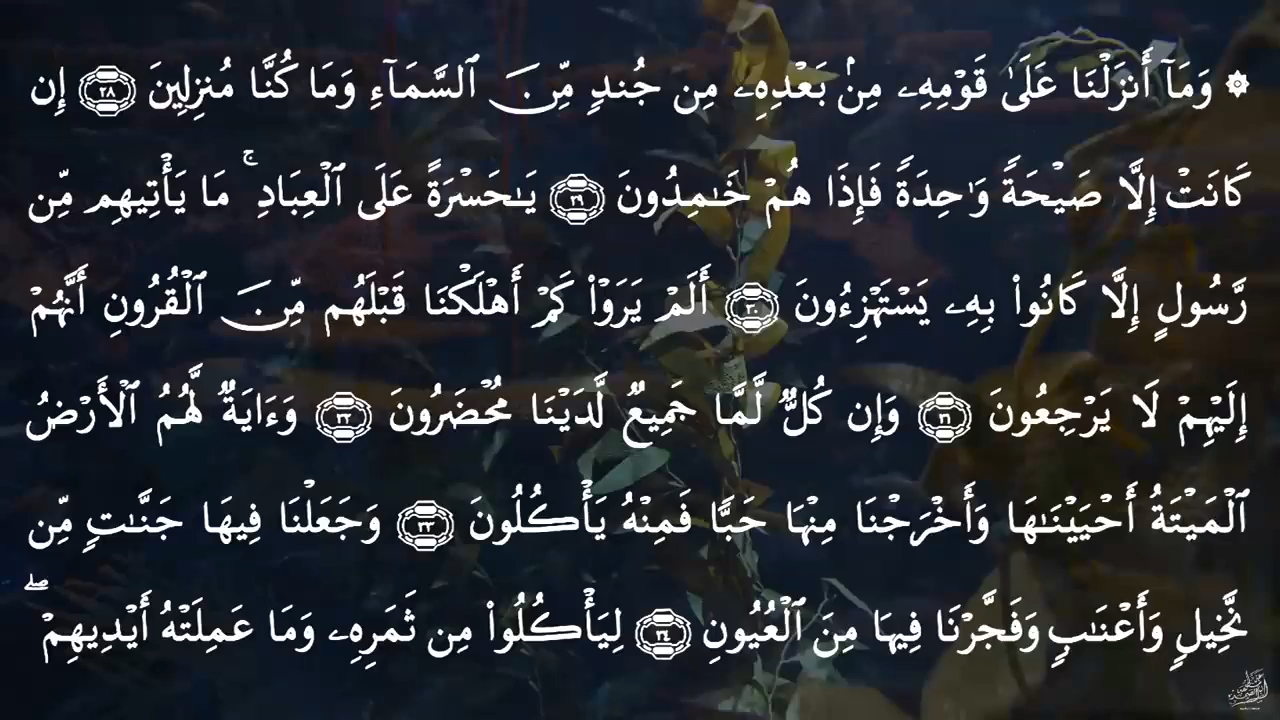 ۞ وَمَآ أَنزَلْنَا عَلَىٰ قَوْمِهِۦ مِنۢ بَعْدِهِۦ مِن جُندٍ مِّنَ ٱلسَّمَآءِ وَمَا كُنَّا مُنزِلِينَ ٢٨ إِن
كَانَتْ إِلَّا صَيْحَةً وَٰحِدَةً فَإِذَا هُمْ خَـٰمِدُونَ ٢٩ يَـٰحَسْرَةً عَلَى ٱلْعِبَادِ ۚ مَا يَأْتِيهِم مِّن
رَّسُولٍ إِلَّا كَانُوا۟ بِهِۦ يَسْتَهْزِءُونَ ٣٠ أَلَمْ يَرَوْا۟ كَمْ أَهْلَكْنَا قَبْلَهُم مِّنَ ٱلْقُرُونِ أَنَّهُمْ
إِلَيْهِمْ لَا يَرْجِعُونَ ٣١ وَإِن كُلٌّ لَّمَّا جَمِيعٌ لَّدَيْنَا مُحْضَرُونَ ٣٢ وَءَايَةٌ لَّهُمُ ٱلْأَرْضُ
ٱلْمَيْتَةُ أَحْيَيْنَـٰهَا وَأَخْرَجْنَا مِنْهَا حَبًّا فَمِنْهُ يَأْكُلُونَ ٣٣ وَجَعَلْنَا فِيهَا جَنَّـٰتٍ مِّن
نَّخِيلٍ وَأَعْنَـٰبٍ وَفَجَّرْنَا فِيهَا مِنَ ٱلْعُيُونِ ٣٤ لِيَأْكُلُوا۟ مِن ثَمَرِهِۦ وَمَا عَمِلَتْهُ أَيْدِيهِمْ ۖ